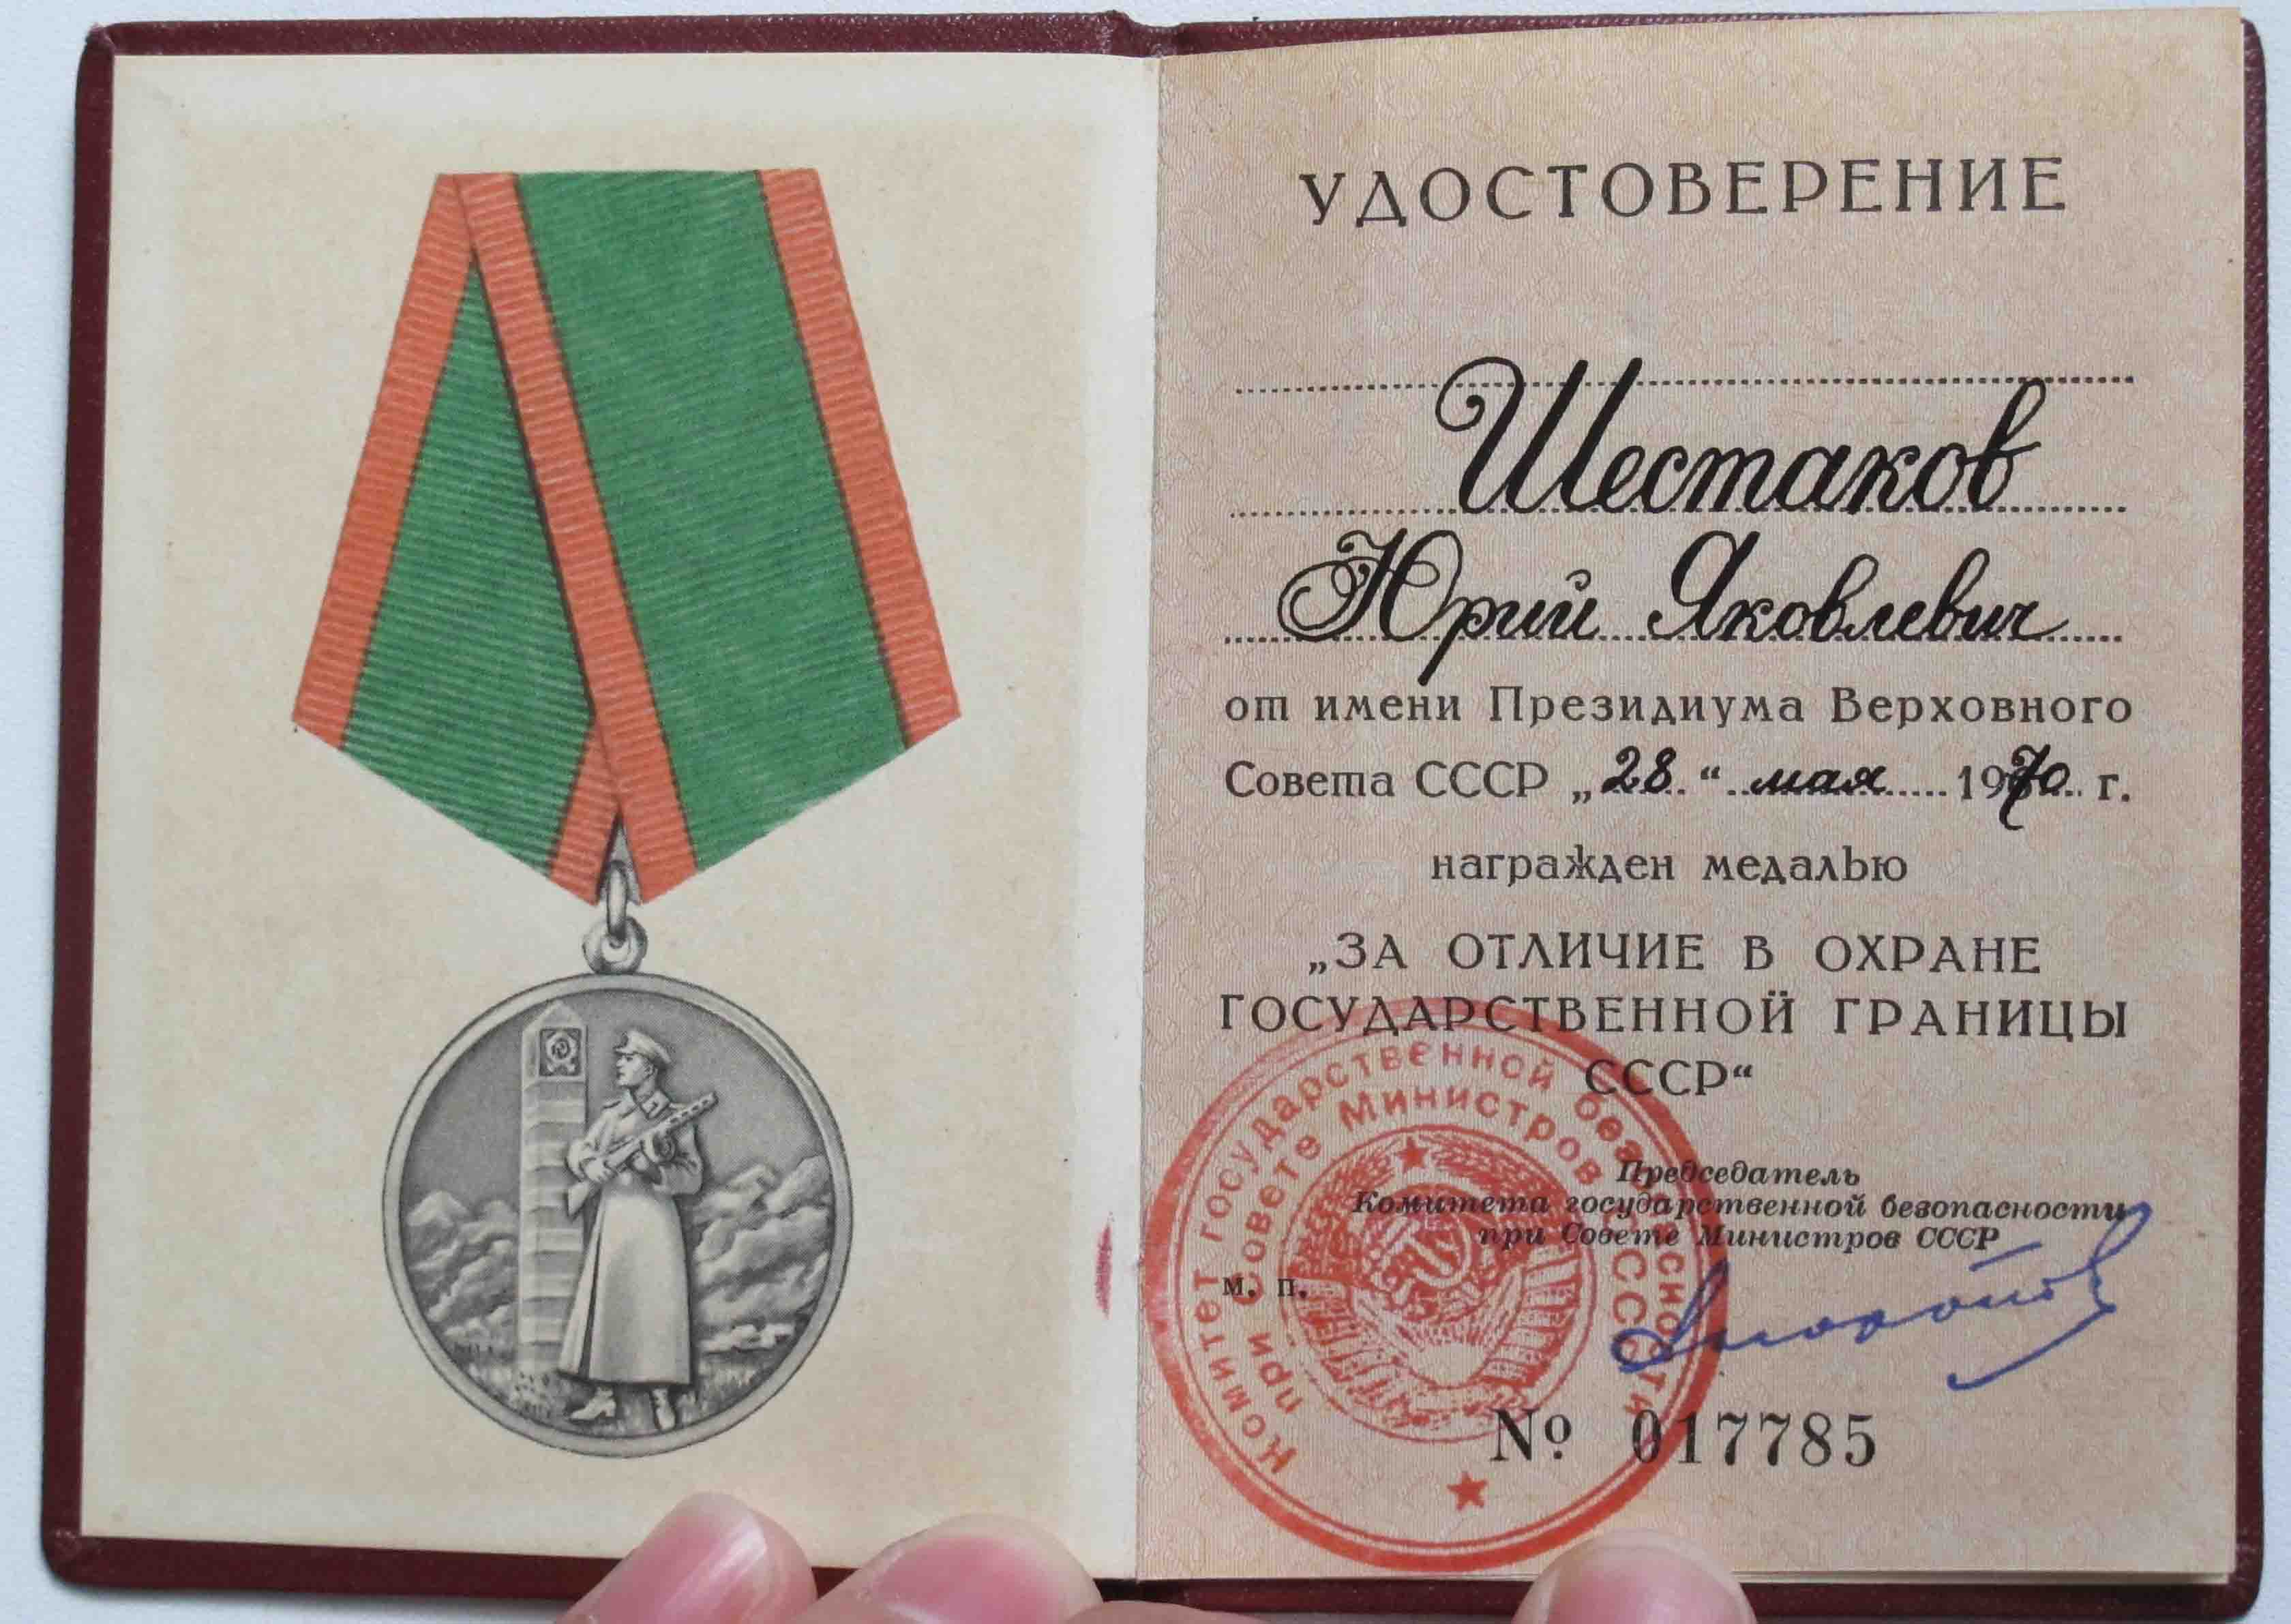 УДОСТОВЕРЕНИЕ
Шестаков
Юрий Яковлевич
от имени Президиума Верховного
Совета СССР „28“ мая 1970 г.
награжден медалью
„ЗА ОТЛИЧИЕ В ОХРАНЕ
ГОСУДАРСТВЕННОЙ ГРАНИЦЫ
СССР“
Комитет государственной безопасности
при Совете Министров СССР
Председатель
Комитета государственной безопасности
при Совете Министров СССР
м. п.
№ 017785